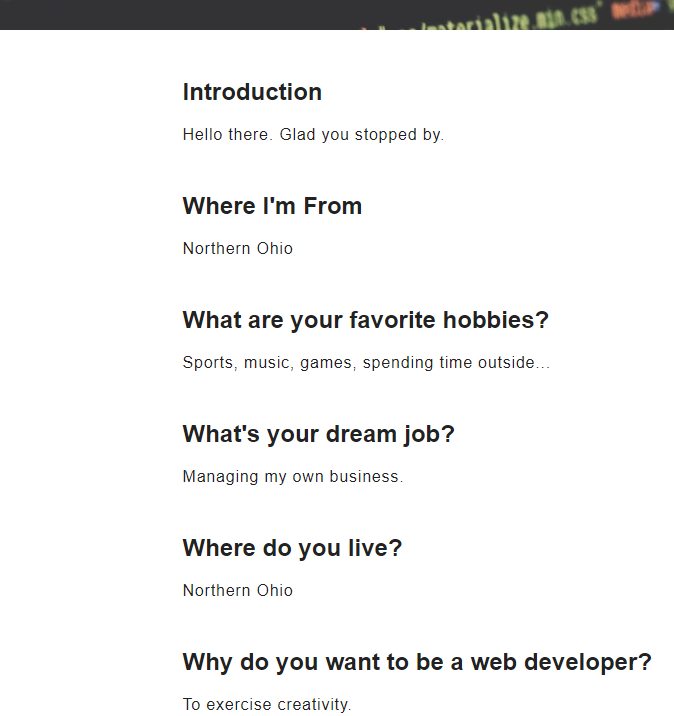 materialize.min.css'
Introduction
Hello there. Glad you stopped by.
Where I'm From
Northern Ohio
What are your favorite hobbies?
Sports, music, games, spending time outside...
What's your dream job?
Managing my own business.
Where do you live?
Northern Ohio
Why do you want to be a web developer?
To exercise creativity.